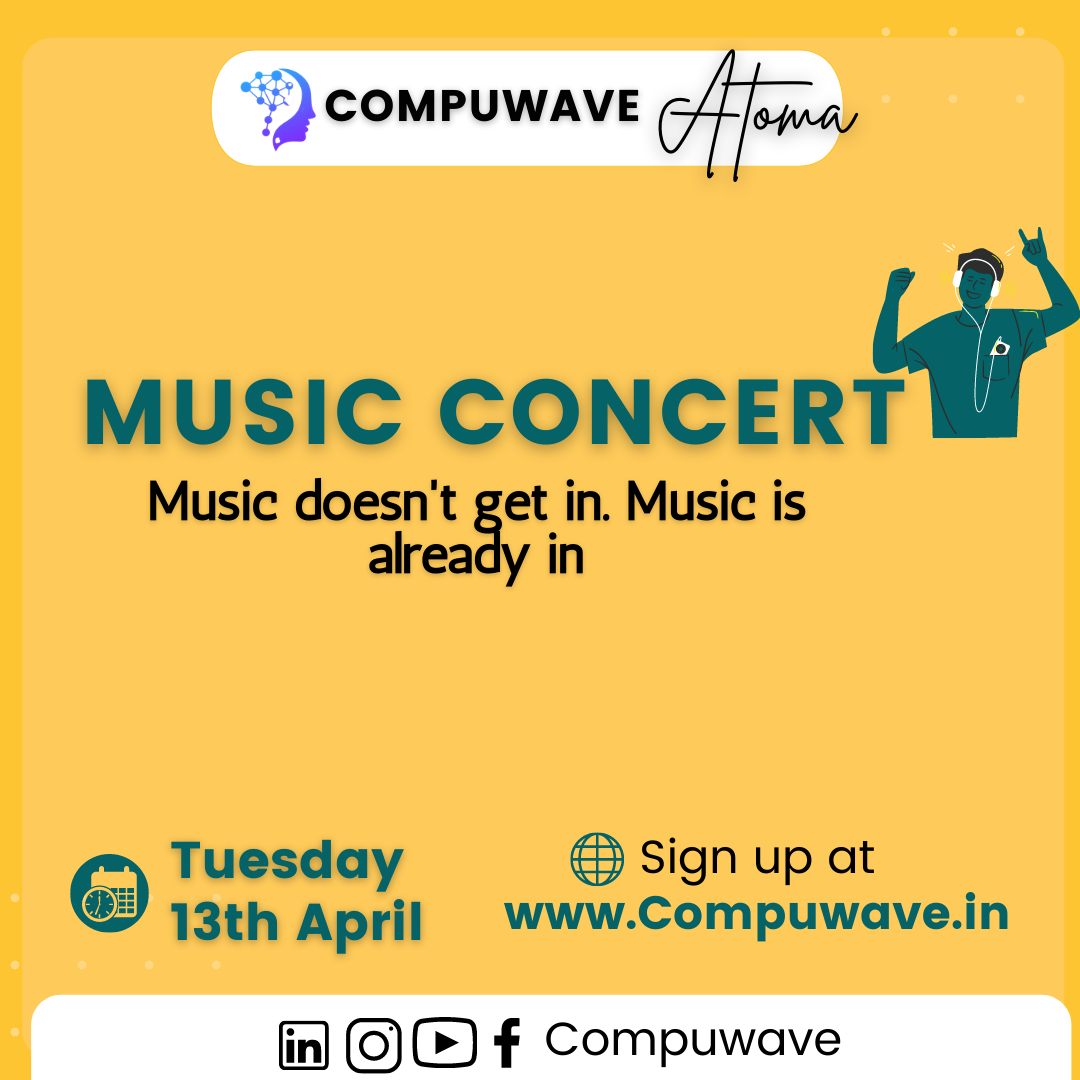 COMPUWAVE Atoma
MUSIC CONCERT
Music doesn't get in. Music is
already in
Tuesday
13th April
Sign up at
www.Compuwave.in
in f Compuwave